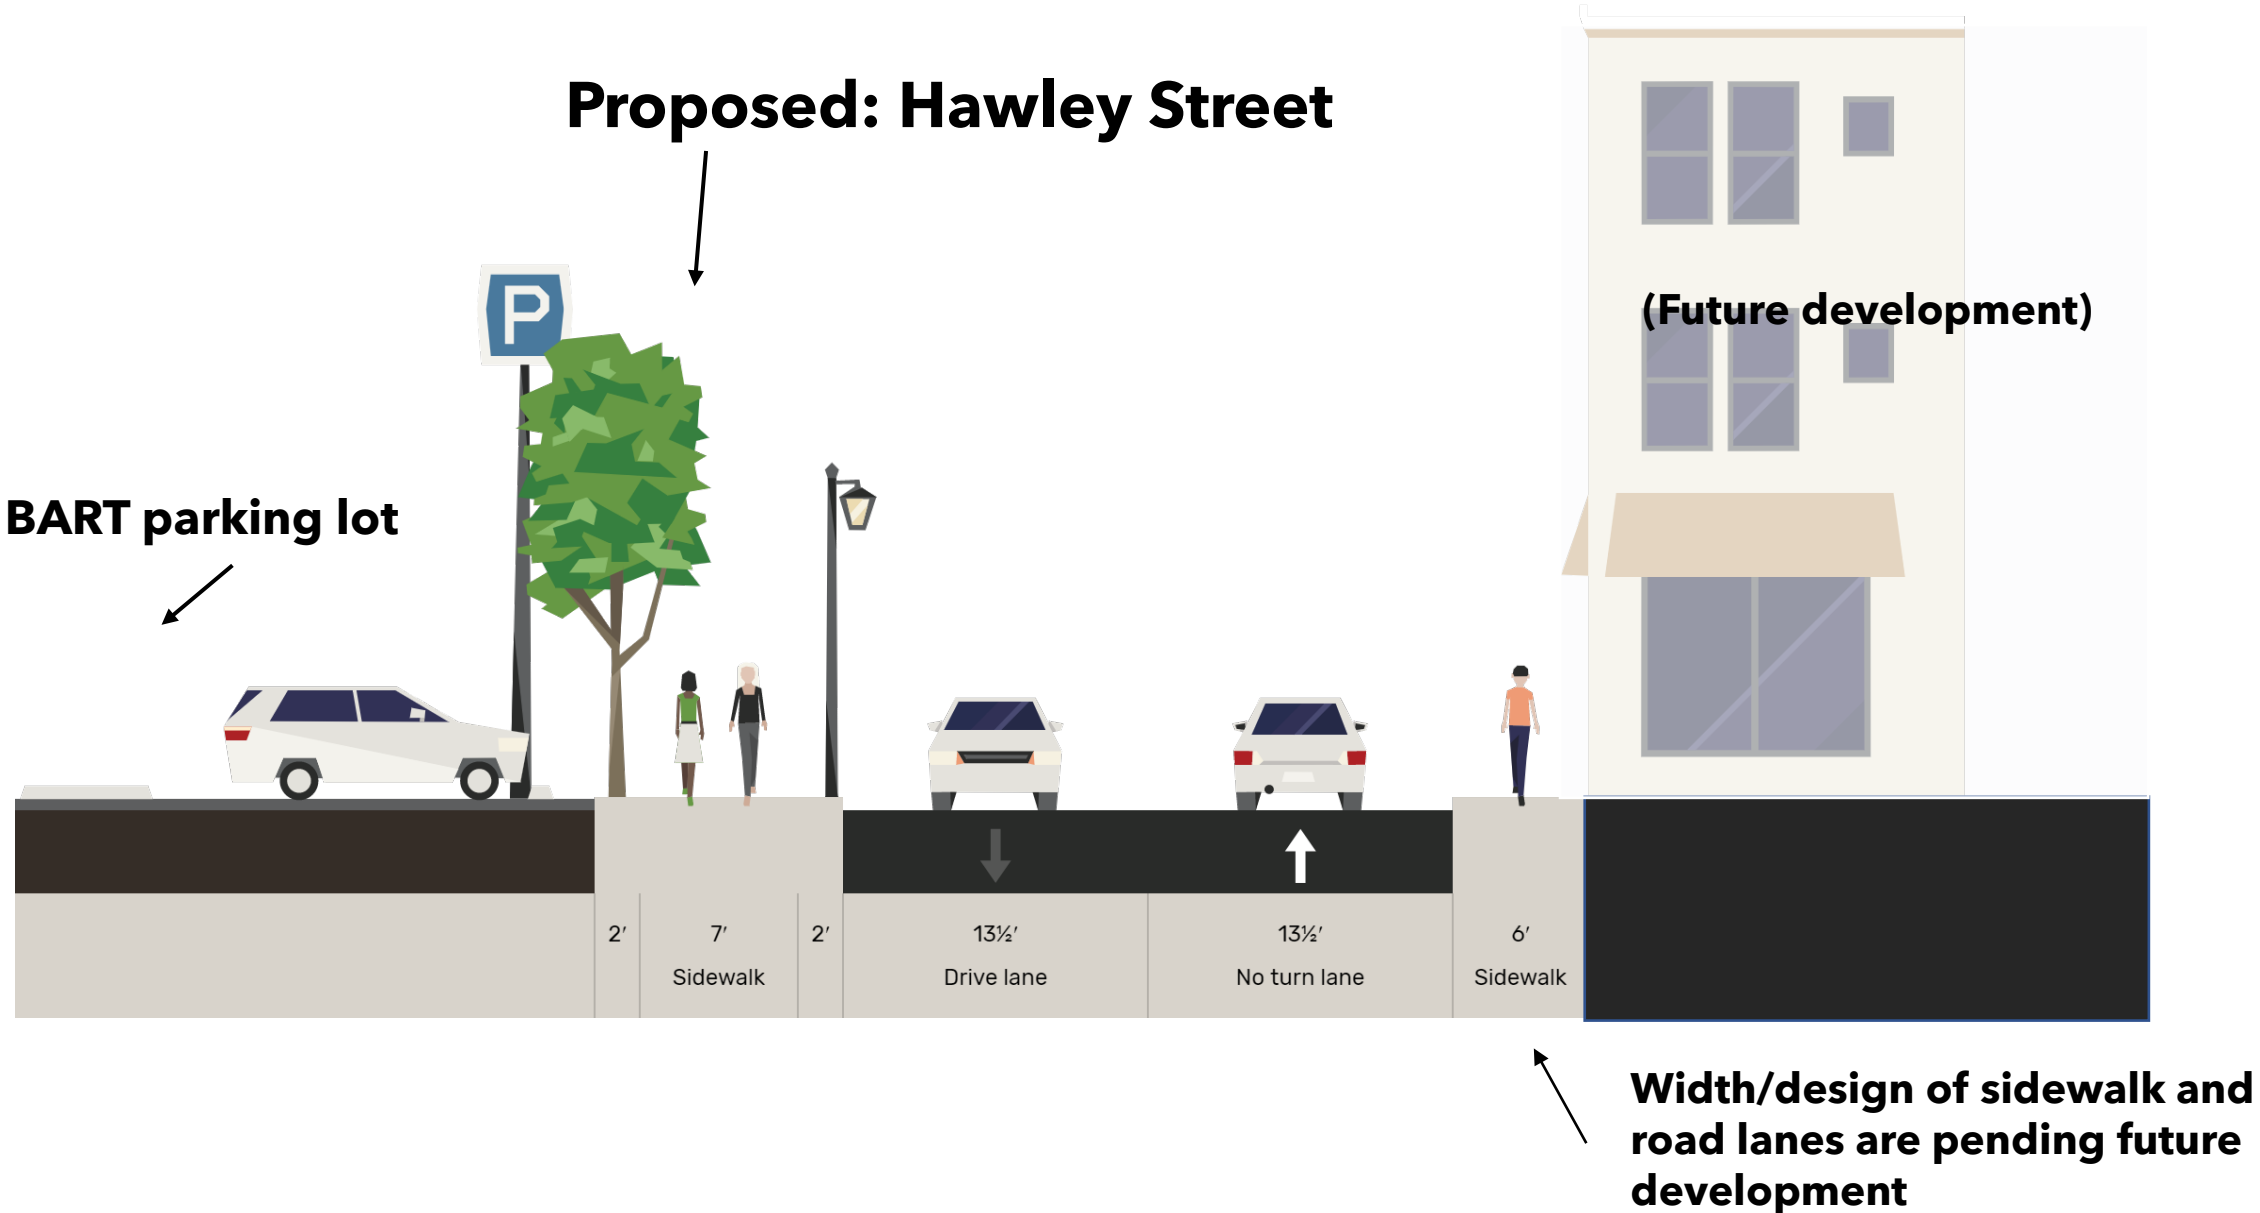 Proposed: Hawley Street
P
(Future development)
BART parking lot
2′ 7′ 2′ 13½′ 13½′ 6′
Sidewalk Drive lane No turn lane Sidewalk
Width/design of sidewalk and
road lanes are pending future
development